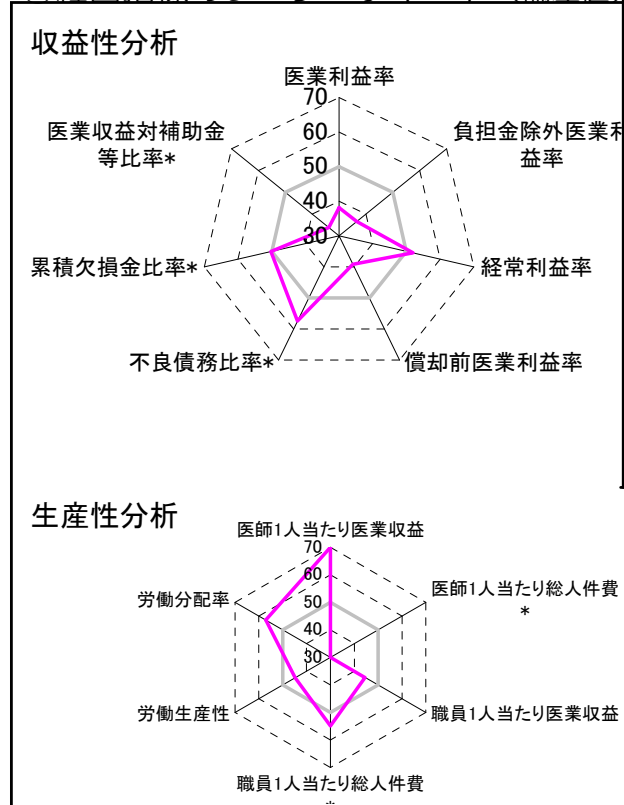 収益性分析
医業利益率
70
60
50
40
30
医業収益対補助金
等比率*
負担金除外医業利
益率
累積欠損金比率*
経常利益率
不良債務比率*
償却前医業利益率
生産性分析
医師1人当たり医業収益
70
60
50
40
30
労働分配率
医師1人当たり総人件費
*
労働生産性
職員1人当たり医業収益
職員1人当たり総人件費
*